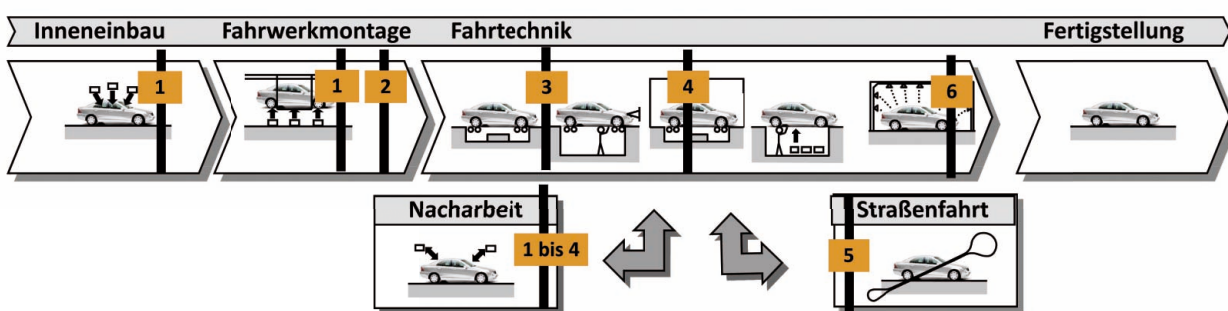 Inneneinbau
Fahrwerkmontage
Fahrtechnik
Fertigstellung
1
1
2
3
4
6
Nacharbeit
1 bis 4
Straßenfahrt
5